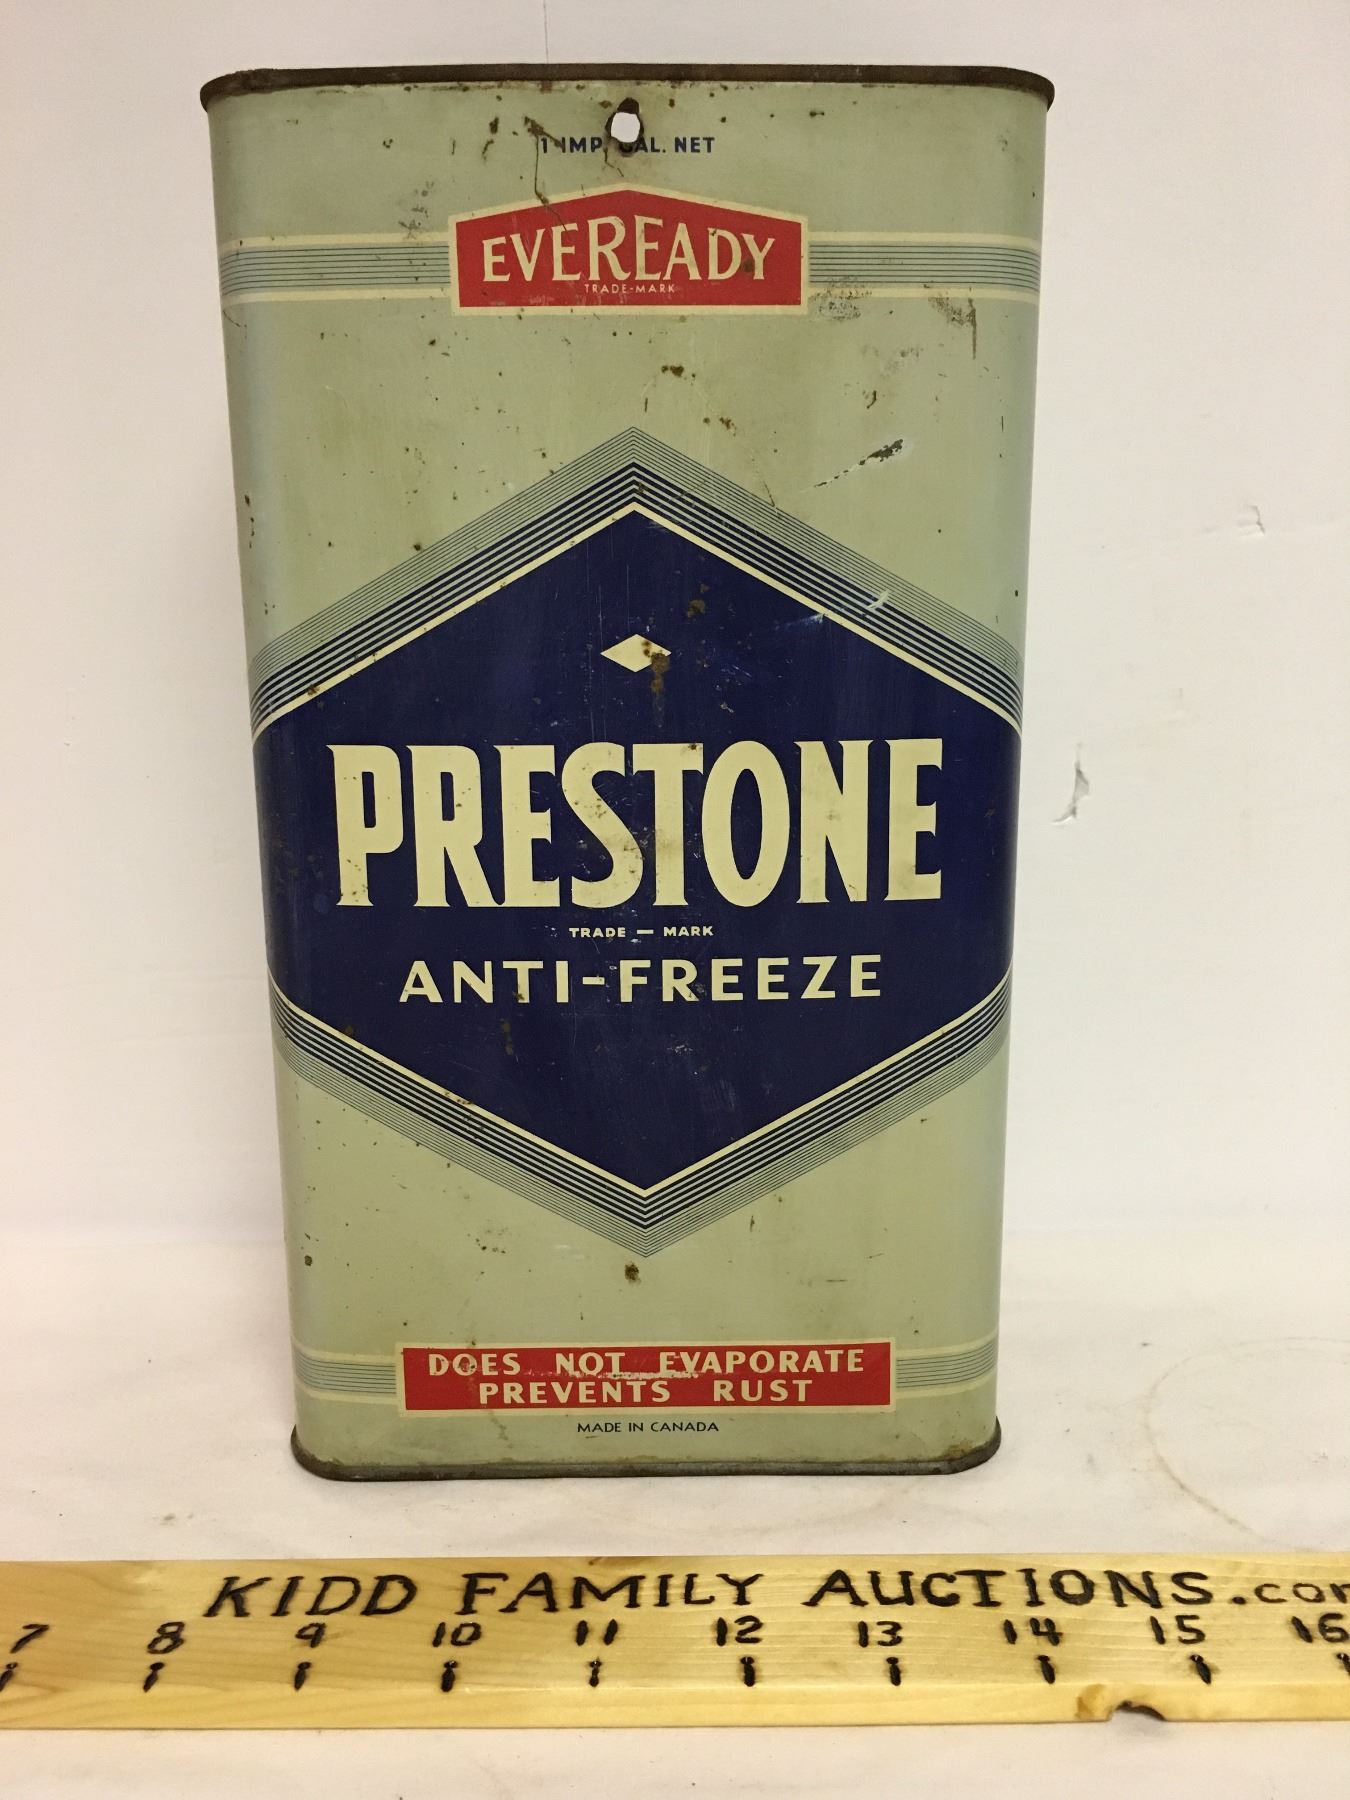 1 IMP. GAL. NET
EVEREADY
TRADE-MARK
PRESTONE
TRADE — MARK
ANTI-FREEZE
DOES NOT EVAPORATE
PREVENTS RUST
MADE IN CANADA
KIDD FAMILY AUCTIONS.com
7 8 9 10 11 12 13 14 15 16